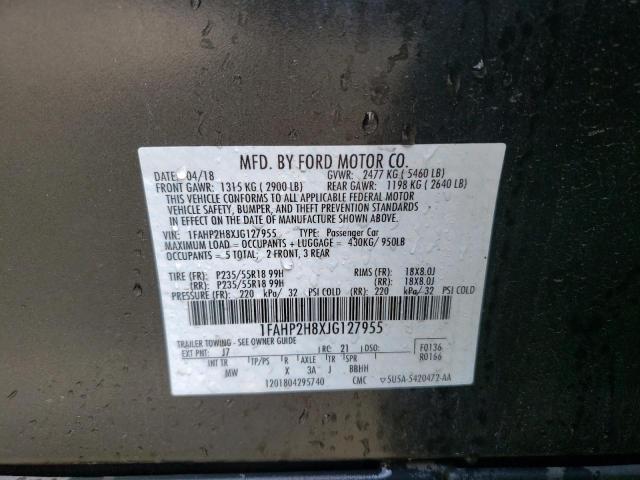 MFD. BY FORD MOTOR CO.
DATE: 04/18 GVWR: 2477 KG ( 5460 LB)
FRONT GAWR: 1315 KG ( 2900 LB) REAR GAWR: 1198 KG ( 2640 LB)
THIS VEHICLE CONFORMS TO ALL APPLICABLE FEDERAL MOTOR
VEHICLE SAFETY, BUMPER, AND THEFT PREVENTION STANDARDS IN
EFFECT ON THE DATE OF MANUFACTURE SHOWN ABOVE.
VIN: 1FAHP2H8XJG127955 TYPE: Passenger Car
MAXIMUM LOAD = OCCUPANTS + LUGGAGE = 430KG/ 950LB
OCCUPANTS = 5 TOTAL; 2 FRONT, 3 REAR
TIRE (FR): P235/55R18 99H RIMS (FR): 18X8.0J
(RR): P235/55R18 99H (RR): 18X8.0J
PRESSURE (FR): 220 kPa/ 32 PSI COLD (RR): 220 kPa/ 32 PSI COLD
1FAHP2H8XJG127955
TRAILER TOWING - SEE OWNER GUIDE
EXT PNT: J7 RC: 21 DSO: F0136
INT TR TP/PS R AXLE TR SPR R0166
MW X 3A J BBHH
1201804295740 CMC ▽5U5A-5420472-AA